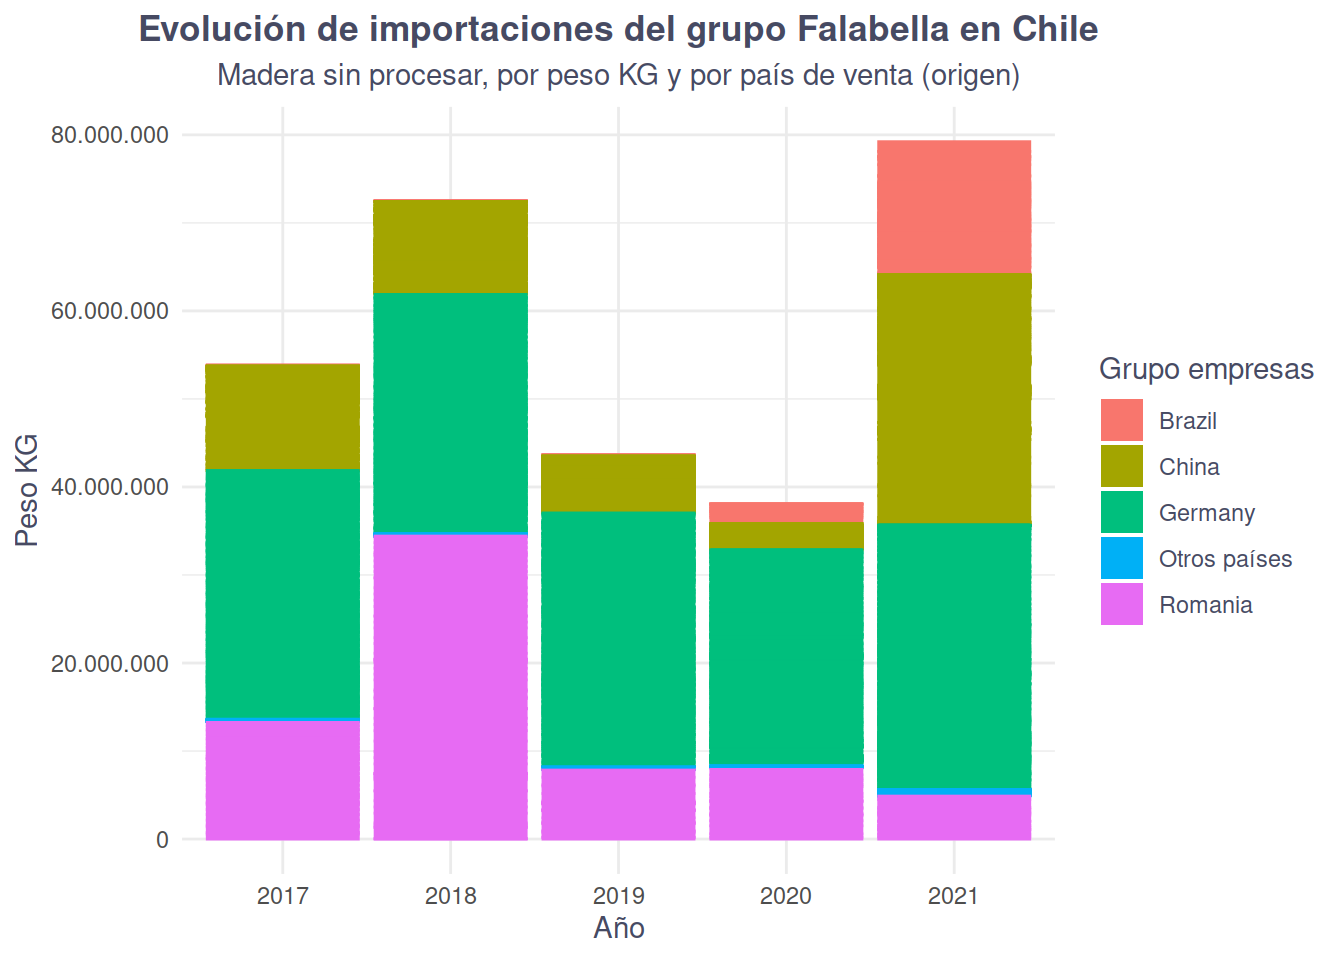 Evolución de importaciones del grupo Falabella en Chile
Madera sin procesar, por peso KG y por país de venta (origen)
Peso KG
80.000.000
60.000.000
40.000.000
20.000.000
0
2017 2018 2019 2020 2021
Año
Grupo empresas
Brazil
China
Germany
Otros países
Romania